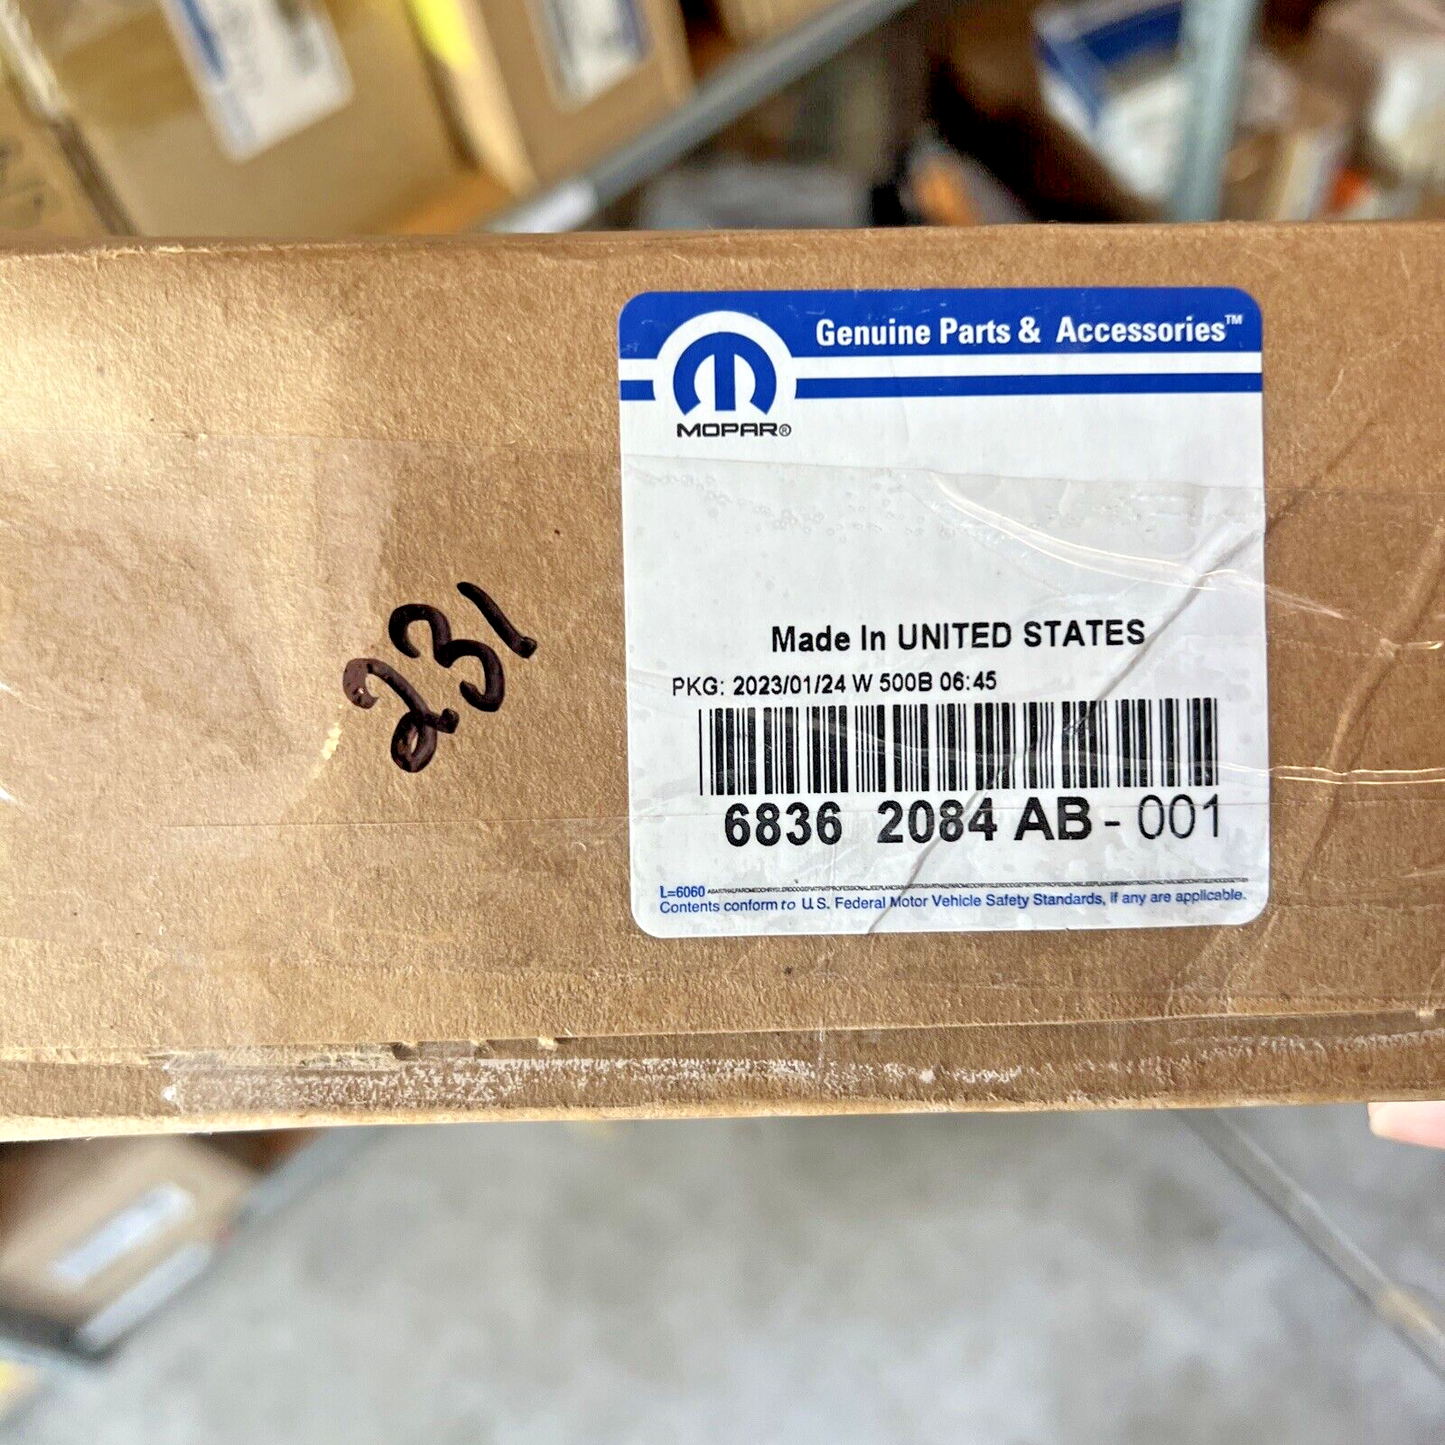 Genuine Parts & Accessories™
MOPAR®
231
Made In UNITED STATES
PKG: 2023/01/24 W 500B 06:45
6836 2084 AB - 001
L=6060
Contents conform to U.S. Federal Motor Vehicle Safety Standards, if any are applicable.